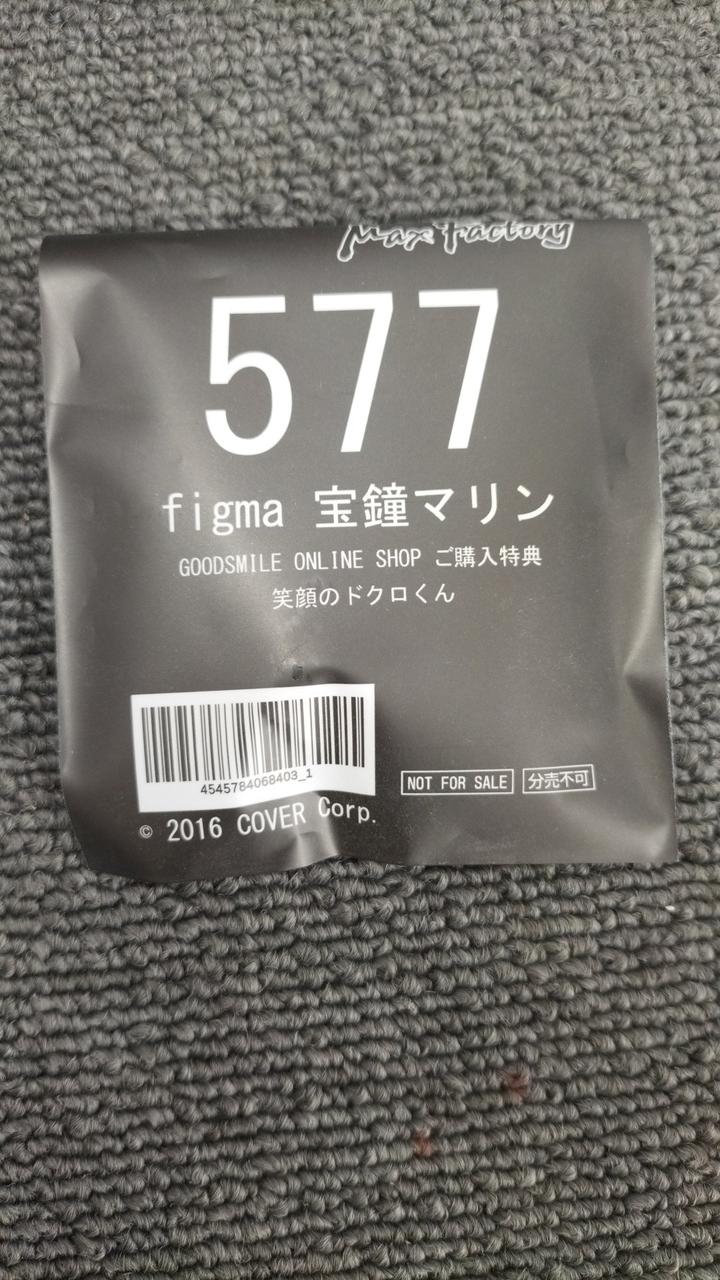 Max Factory
577
figma 宝鐘マリン
GOODSMILE ONLINE SHOP ご購入特典
笑顔のドクロくん
4545784068403_1
NOT FOR SALE 分売不可
© 2016 COVER Corp.